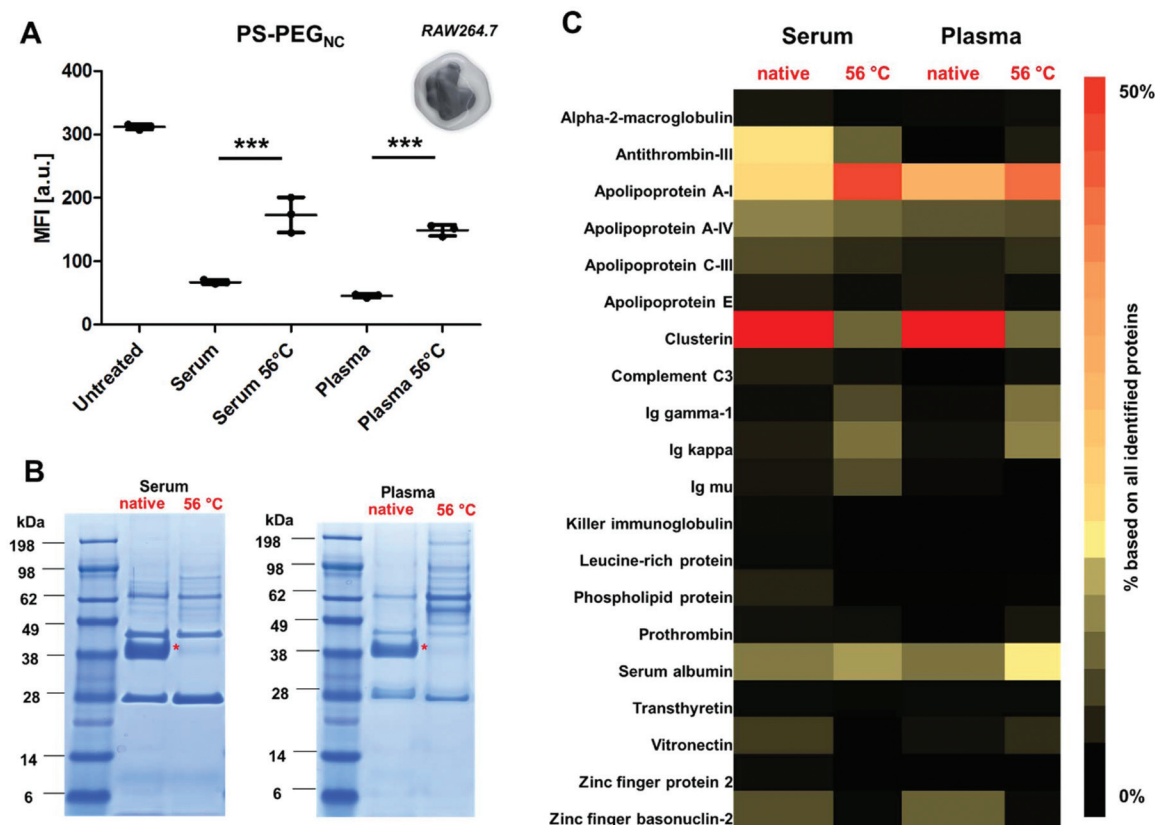 A
PS-PEG_NC
RAW264.7
MFI [a.u.]
400
300
200
100
0
***
***
Untreated
Serum
Serum 56°C
Plasma
Plasma 56°C
B
Serum
native 56 °C
kDa
198
98
62
49
38
28
14
6
*
Plasma
native 56 °C
kDa
198
98
62
49
38
28
14
6
*
C
Serum Plasma
native 56 °C native 56 °C
Alpha-2-macroglobulin
Antithrombin-III
Apolipoprotein A-I
Apolipoprotein A-IV
Apolipoprotein C-III
Apolipoprotein E
Clusterin
Complement C3
Ig gamma-1
Ig kappa
Ig mu
Killer immunoglobulin
Leucine-rich protein
Phospholipid protein
Prothrombin
Serum albumin
Transthyretin
Vitronectin
Zinc finger protein 2
Zinc finger basonuclin-2
50%
% based on all identified proteins
0%